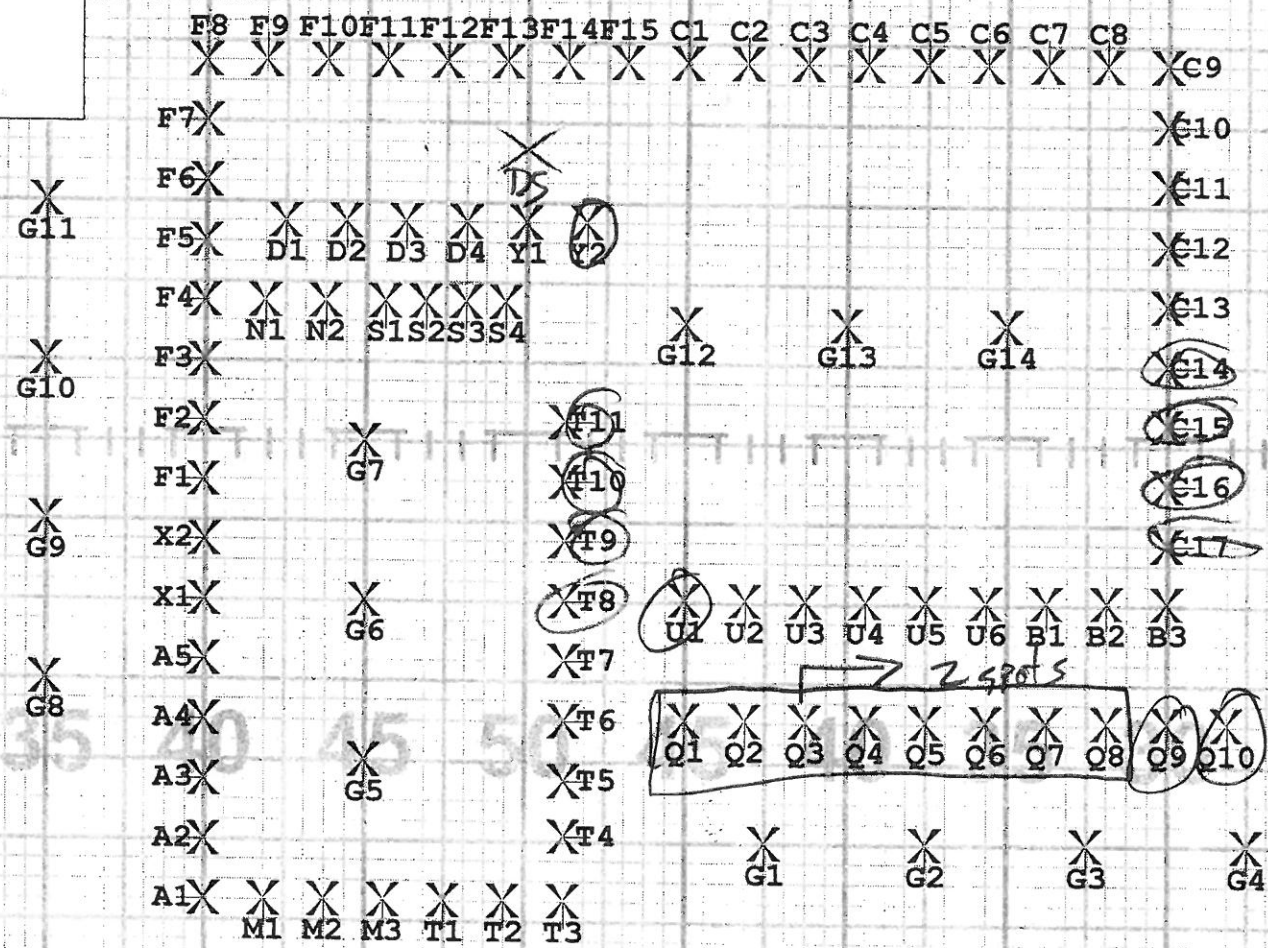 F8 F9 F10 F11 F12 F13 F14 F15 C1 C2 C3 C4 C5 C6 C7 C8
C9
F7 C10
DS
F6 C11
G11 F5 D1 D2 D3 D4 Y1 Y2 C12
F4 C13
N1 N2 S1 S2 S3 S4
G12 G13 G14
F3 C14
G10
F2 T11 C15
G7
F1 T10 C16
G9 X2 T9 C17
X1 T8
G6 U1 U2 U3 U4 U5 U6 B1 B2 B3
A5 T7
2 spots
G8
A4 T6
35 40 45 50 45 40
Q1 Q2 Q3 Q4 Q5 Q6 Q7 Q8 Q9 Q10
A3 T5
G5
A2 T4
G1 G2 G3 G4
A1
M1 M2 M3 T1 T2 T3